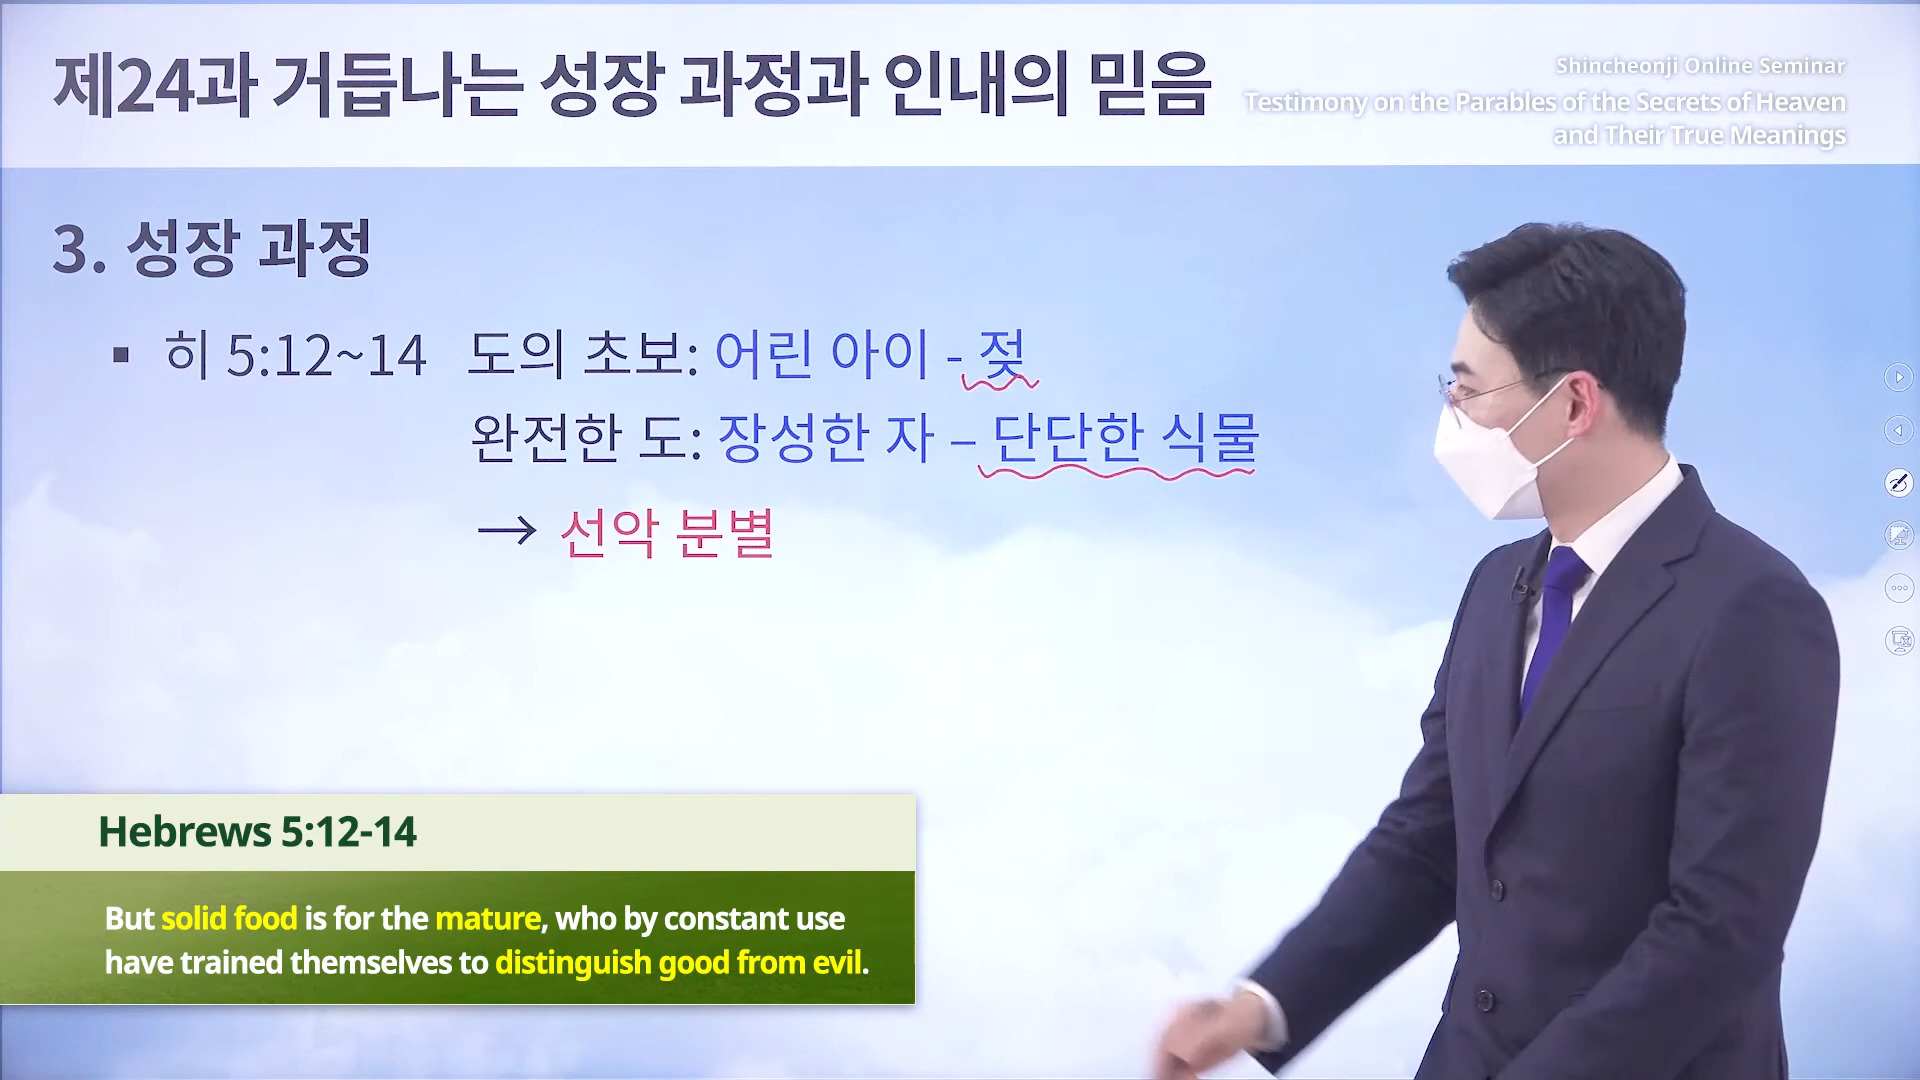 제24과 거듭나는 성장 과정과 인내의 믿음
Shincheonji Online Seminar
Testimony on the Parables of the Secrets of Heaven
and Their True Meanings
3. 성장 과정
▪ 히 5:12~14 도의 초보: 어린 아이 - 젖
완전한 도: 장성한 자 – 단단한 식물
→ 선악 분별
Hebrews 5:12-14
But solid food is for the mature, who by constant use
have trained themselves to distinguish good from evil.